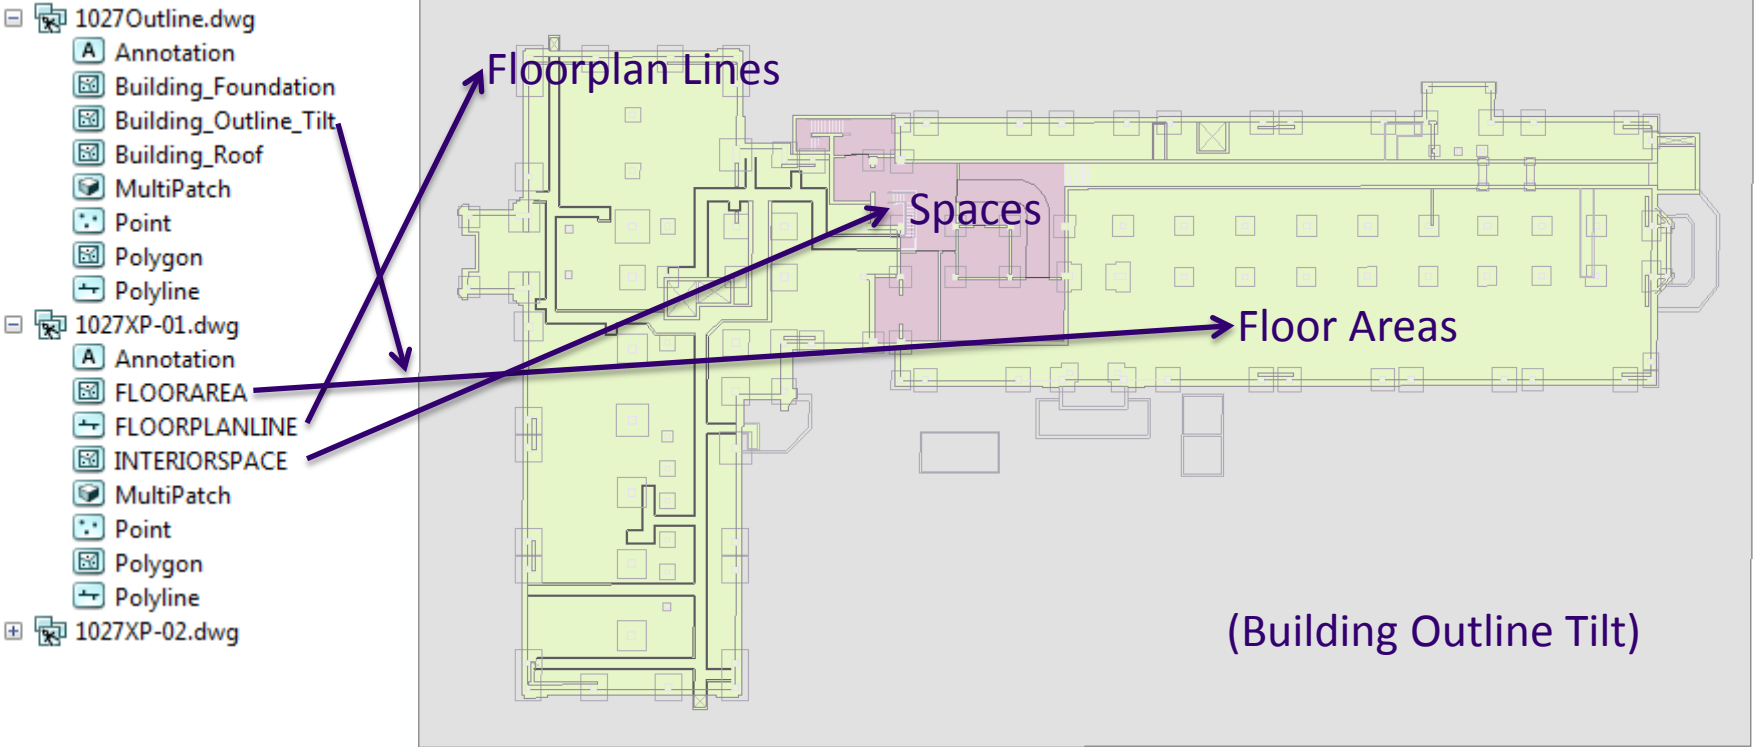 1027Outline.dwg
Annotation
Building_Foundation
Building_Outline_Tilt
Building_Roof
MultiPatch
Point
Polygon
Polyline
1027XP-01.dwg
Annotation
FLOORAREA
FLOORPLANLINE
INTERIORSPACE
MultiPatch
Point
Polygon
Polyline
1027XP-02.dwg
Floorplan Lines
Spaces
Floor Areas
(Building Outline Tilt)